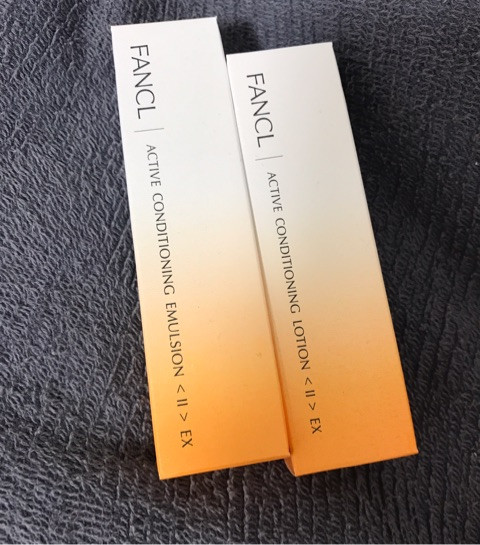 FANCL | ACTIVE CONDITIONING EMULSION < II > EX
FANCL | ACTIVE CONDITIONING LOTION < II > EX